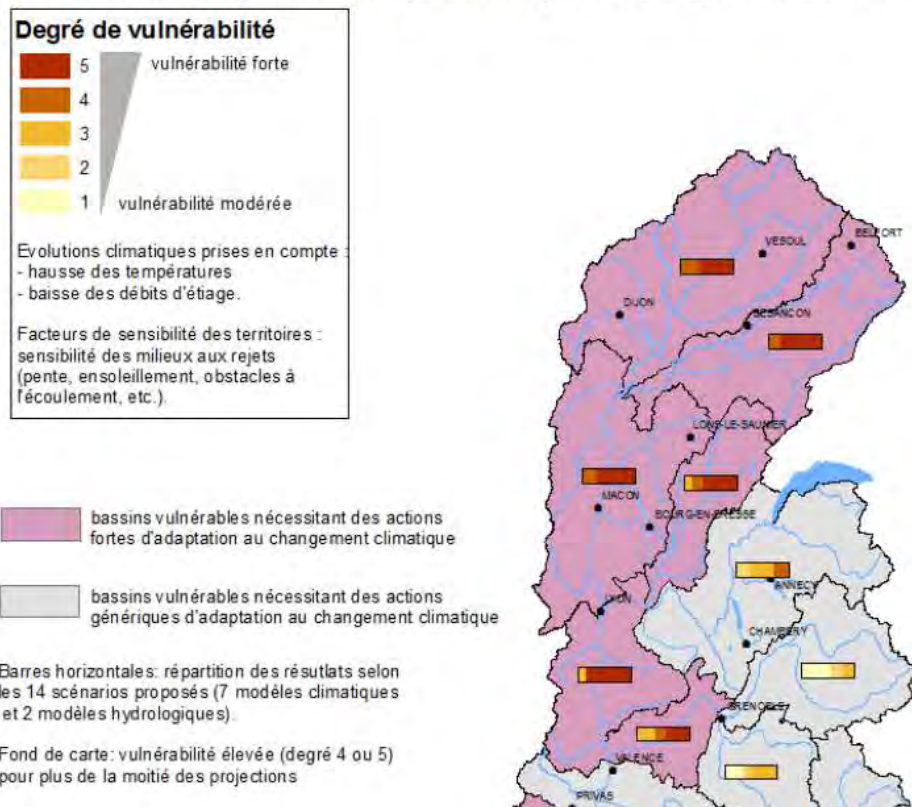 Degré de vulnérabilité
5 vulnérabilité forte
4
3
2
1 vulnérabilité modérée
Evolutions climatiques prises en compte :
- hausse des températures
- baisse des débits d'étiage.
Facteurs de sensibilité des territoires :
sensibilité des milieux aux rejets
(pente, ensoleillement, obstacles à
l'écoulement, etc.).
bassins vulnérables nécessitant des actions
fortes d'adaptation au changement climatique
bassins vulnérables nécessitant des actions
génériques d'adaptation au changement climatique
Barres horizontales: répartition des résutlats selon
les 14 scénarios proposés (7 modèles climatiques
et 2 modèles hydrologiques).
Fond de carte: vulnérabilité élevée (degré 4 ou 5)
pour plus de la moitié des projections
VESOUL
BELFORT
DIJON
BESANCON
LONS-LE-SAUNIER
MACON
BOURG-EN-BRESSE
ANNECY
LYON
CHAMBERY
GRENOBLE
VALENCE
PRIVAS